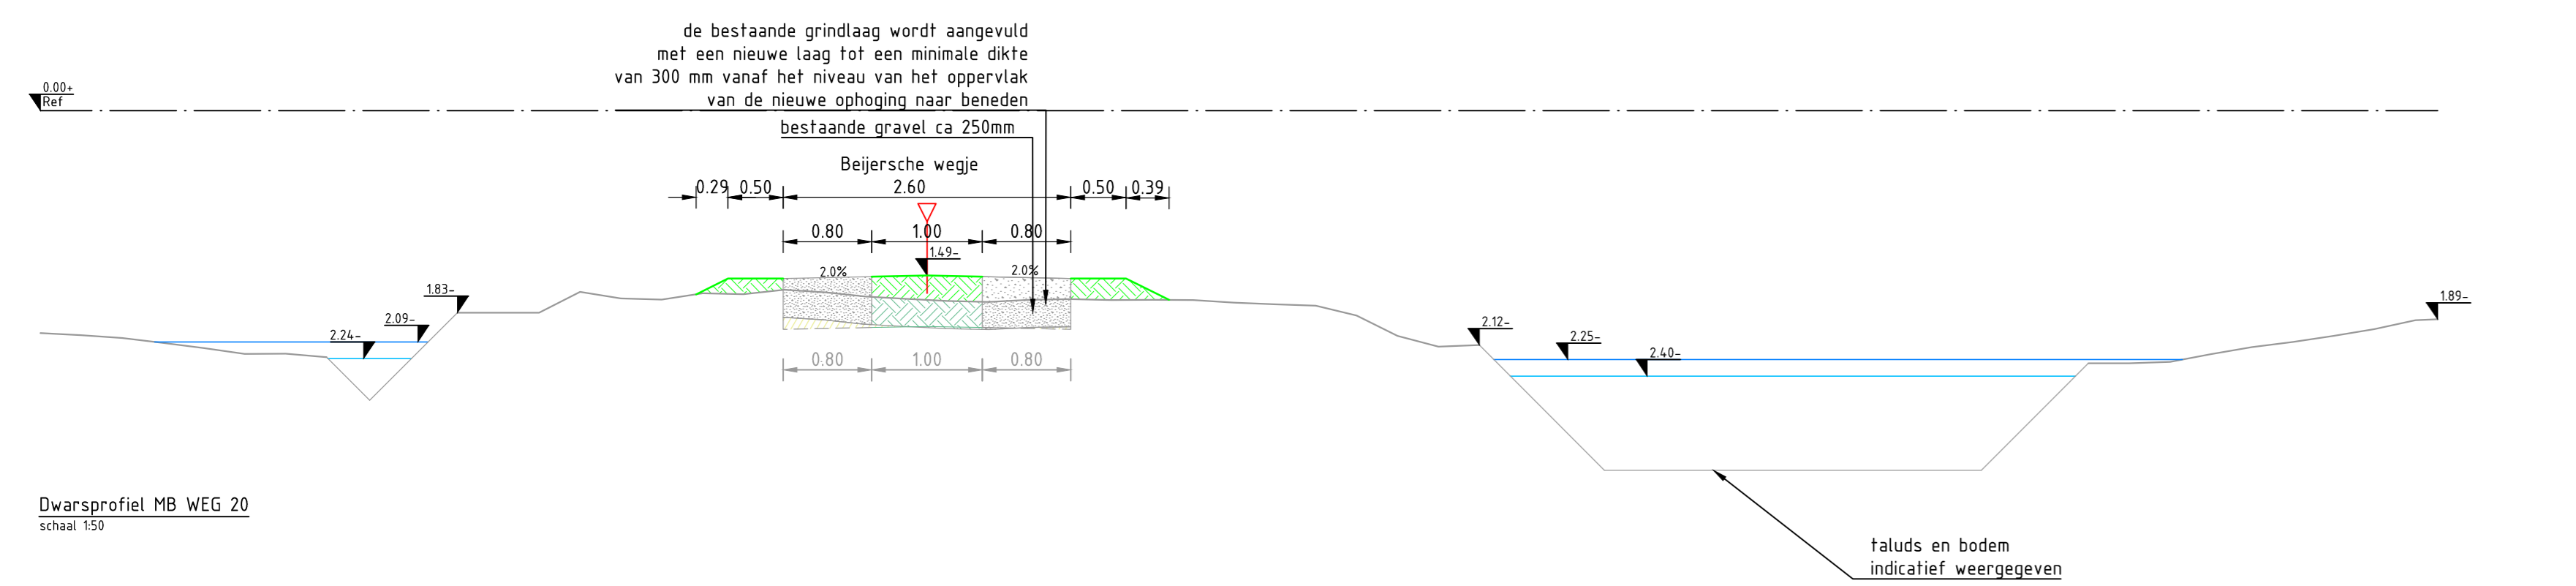 de bestaande grindlaag wordt aangevuld
met een nieuwe laag tot een minimale dikte
van 300 mm vanaf het niveau van het oppervlak
van de nieuwe ophoging naar beneden
0.00+
Ref
bestaande gravel ca 250mm
Beijersche wegje
0.29 0.50 2.60 0.50 0.39
0.80 1.00 0.80
1.49-
2.0% 2.0%
1.83-
2.09-
2.24-
1.89-
2.12-
2.25-
2.40-
0.80 1.00 0.80
Dwarsprofiel MB WEG 20
schaal 1:50
taluds en bodem
indicatief weergegeven